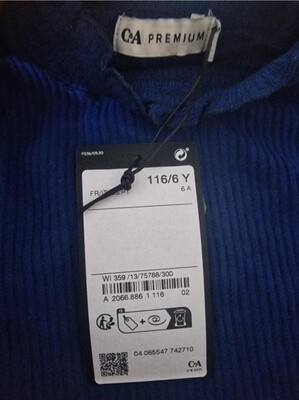 C&A PREMIUM
116/6 Y
6 A
WI 359 /13/75788/300
A 2066.886 1 116 02
+
04 065547 742710
C&A